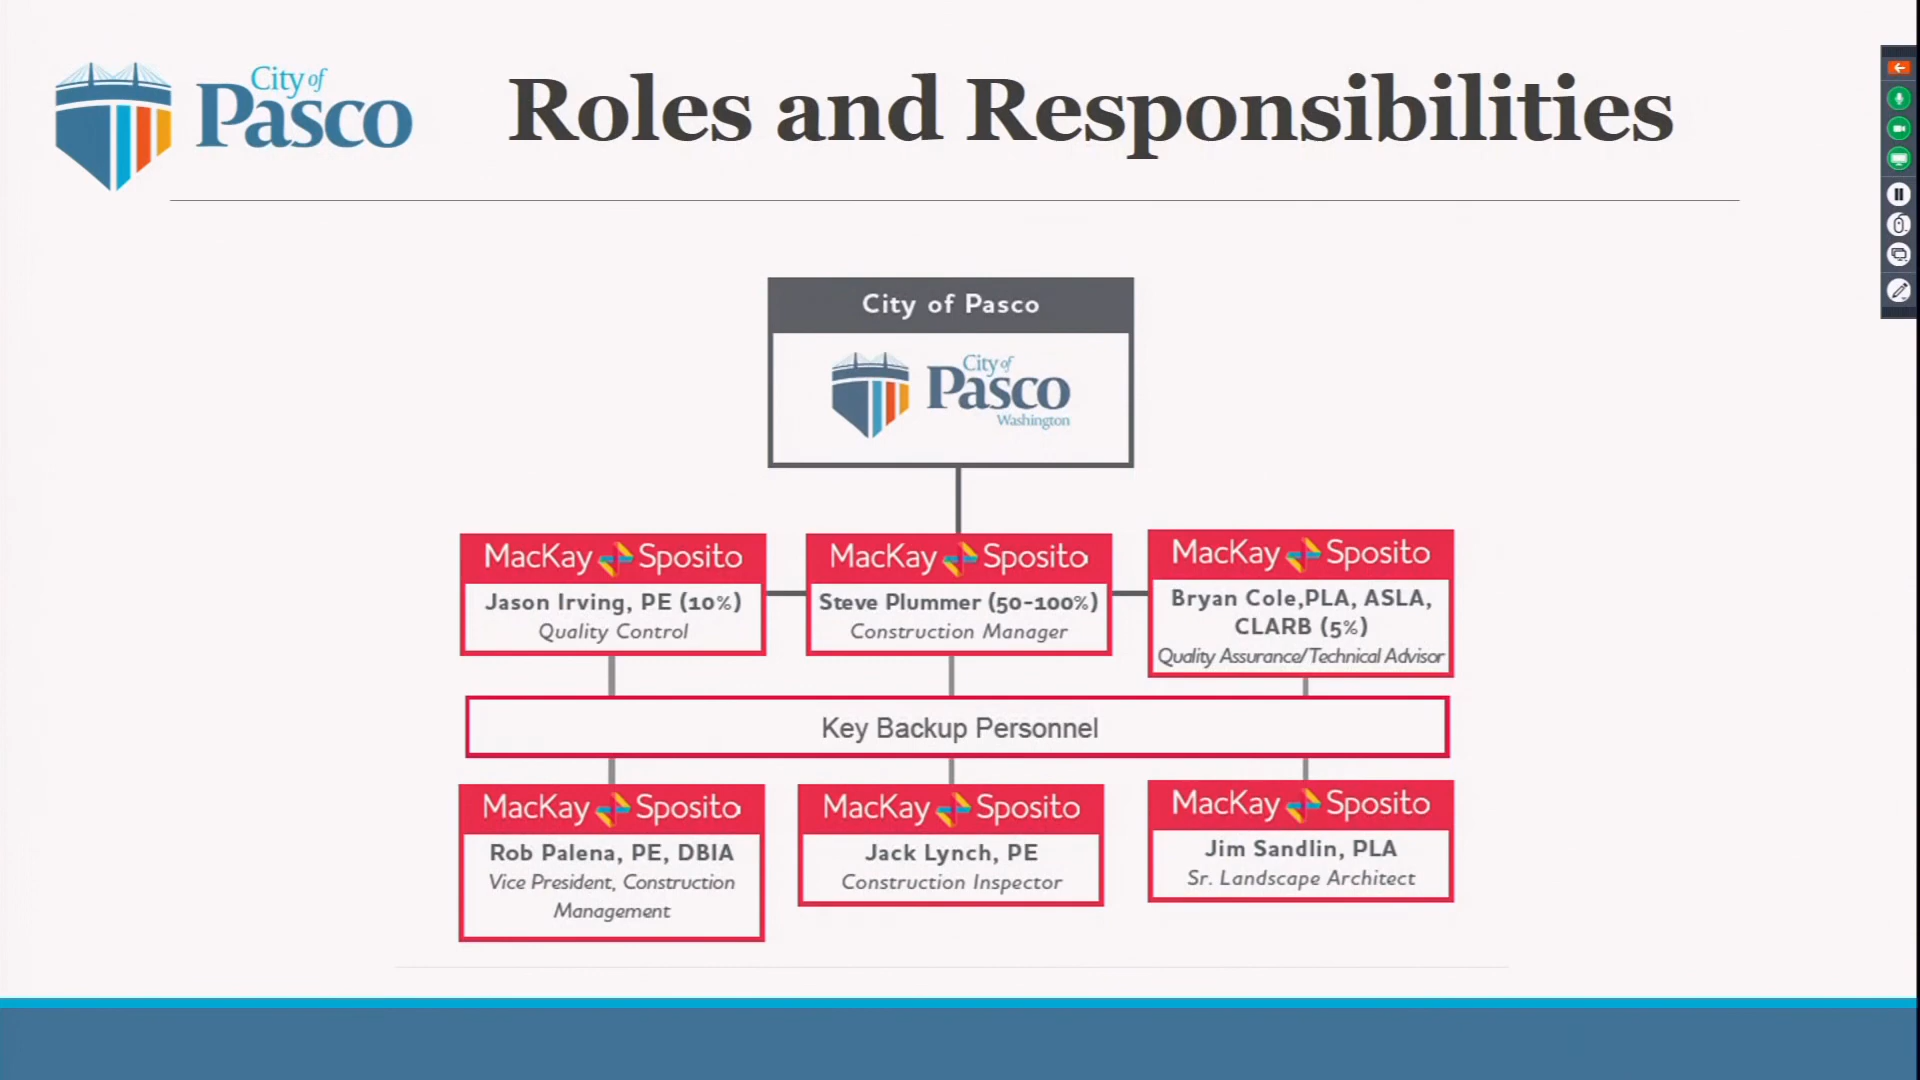 City of
Pasco
Roles and Responsibilities
City of Pasco
City of
Pasco
Washington
MacKay Sposito
Jason Irving, PE (10%)
Quality Control
MacKay Sposito
Steve Plummer (50-100%)
Construction Manager
MacKay Sposito
Bryan Cole,PLA, ASLA,
CLARB (5%)
Quality Assurance/Technical Advisor
Key Backup Personnel
MacKay Sposito
Rob Palena, PE, DBIA
Vice President, Construction
Management
MacKay Sposito
Jack Lynch, PE
Construction Inspector
MacKay Sposito
Jim Sandlin, PLA
Sr. Landscape Architect